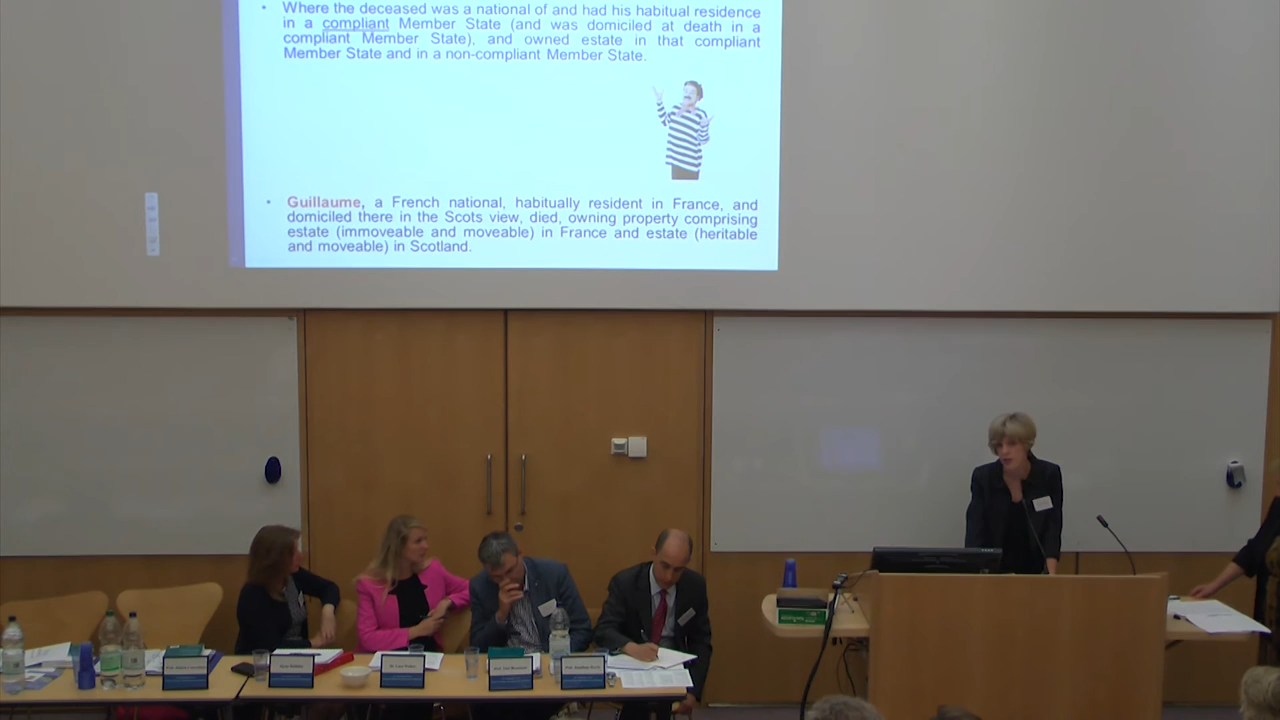 • Where the deceased was a national of and had his habitual residence
in a compliant Member State (and was domiciled at death in a
compliant Member State), and owned estate in that compliant
Member State and in a non-compliant Member State.
• Guillaume, a French national, habitually resident in France, and
domiciled there in the Scots view, died, owning property comprising
estate (immoveable and moveable) in France and estate (heritable
and moveable) in Scotland.